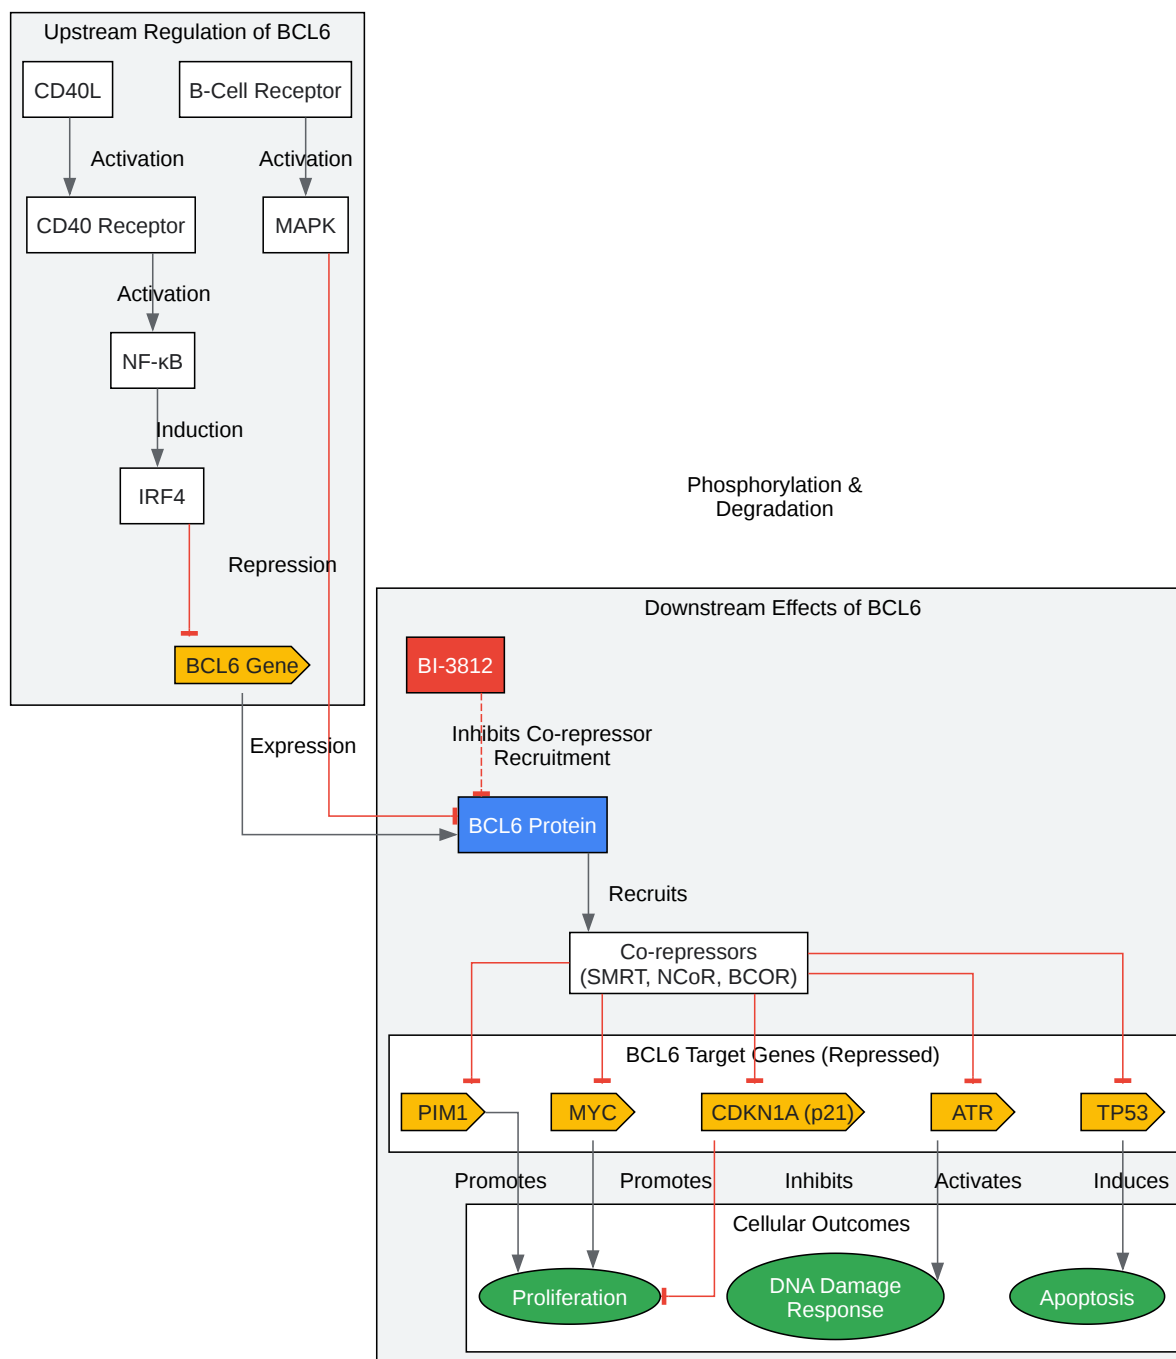 Upstream Regulation of BCL6
CD40L
B-Cell Receptor
Activation
Activation
CD40 Receptor
MAPK
Activation
NF-κB
Induction
IRF4
Phosphorylation &
Degradation
Repression
Downstream Effects of BCL6
BCL6 Gene
BI-3812
Expression
Inhibits Co-repressor
Recruitment
BCL6 Protein
Recruits
Co-repressors
(SMRT, NCoR, BCOR)
BCL6 Target Genes (Repressed)
PIM1
MYC
CDKN1A (p21)
ATR
TP53
Promotes
Promotes
Inhibits
Activates
Induces
Cellular Outcomes
Proliferation
DNA Damage
Response
Apoptosis